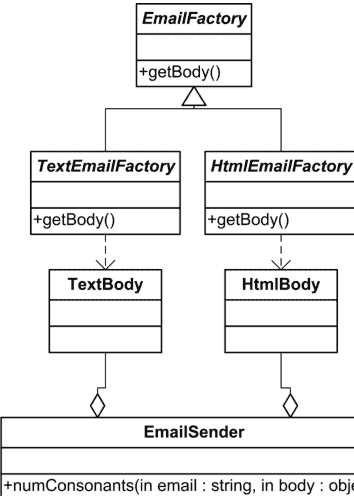 EmailFactory
+getBody()
TextEmailFactory
HtmlEmailFactory
+getBody()
+getBody()
TextBody
HtmlBody
EmailSender
+numConsonants(in email : string, in body : obje